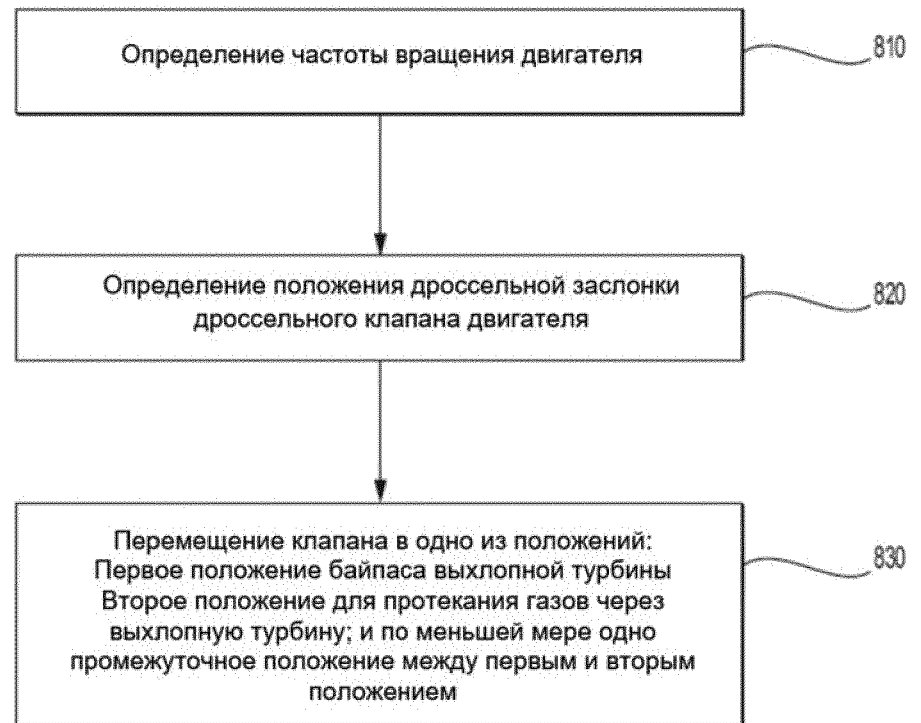 Определение частоты вращения двигателя
810
Определение положения дроссельной заслонки
дроссельного клапана двигателя
820
Перемещение клапана в одно из положений:
Первое положение байпаса выхлопной турбины
Второе положение для протекания газов через
выхлопную турбину; и по меньшей мере одно
промежуточное положение между первым и вторым
положением
830